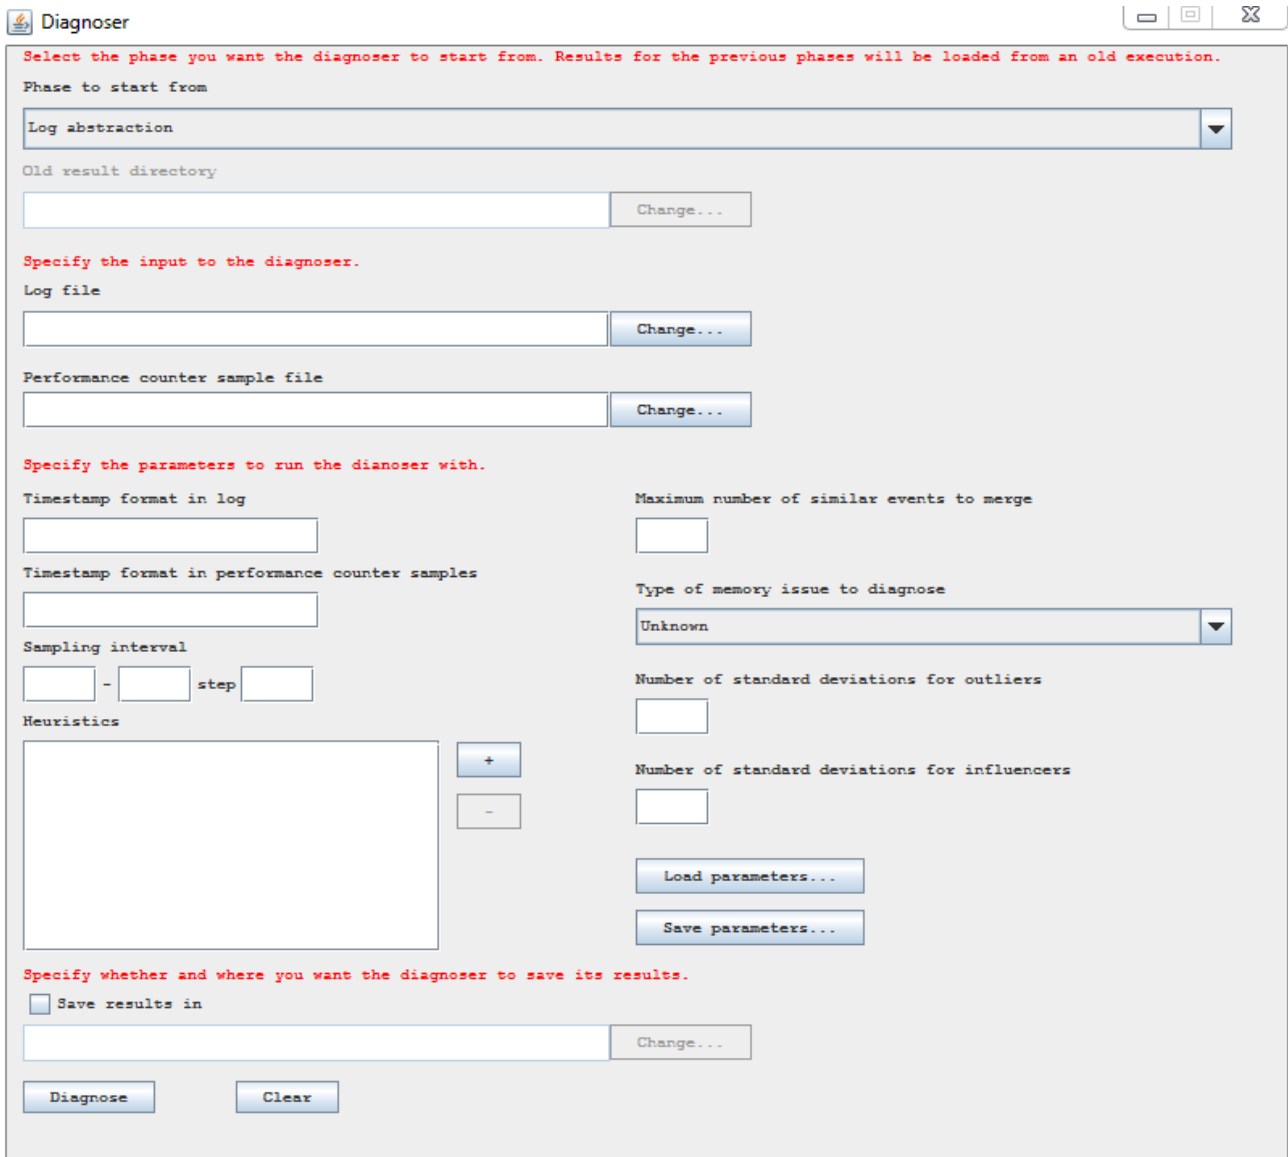 Diagnoser
Select the phase you want the diagnoser to start from. Results for the previous phases will be loaded from an old execution.
Phase to start from
Log abstraction
Old result directory
Change...
Specify the input to the diagnoser.
Log file
Change...
Performance counter sample file
Change...
Specify the parameters to run the dianoser with.
Timestamp format in log
Timestamp format in performance counter samples
Sampling interval
- step
Heuristics
+
-
Maximum number of similar events to merge
Type of memory issue to diagnose
Unknown
Number of standard deviations for outliers
Number of standard deviations for influencers
Load parameters...
Save parameters...
Specify whether and where you want the diagnoser to save its results.
Save results in
Change...
Diagnose Clear